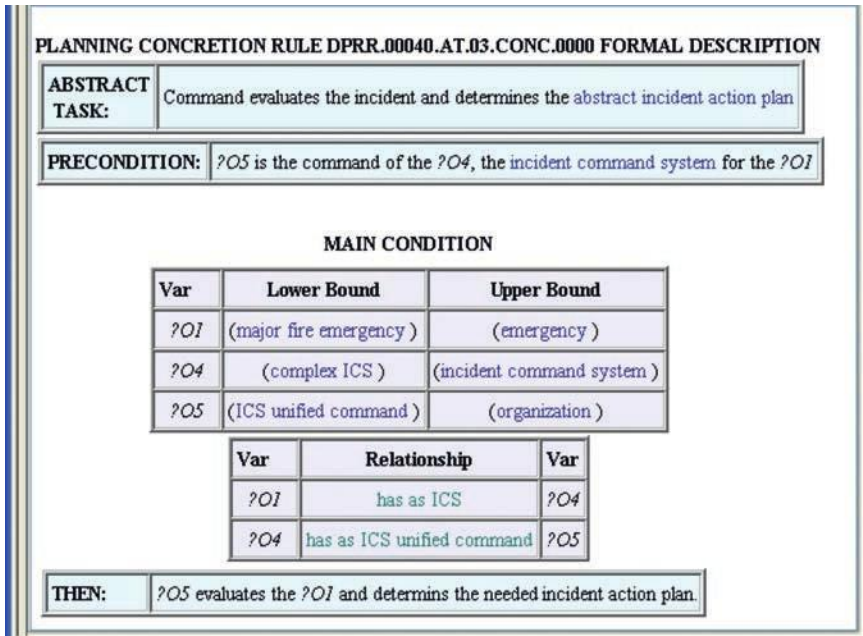 PLANNING CONCRETION RULE DPRR.00040.AT.03.CONC.0000 FORMAL DESCRIPTION
ABSTRACT TASK: Command evaluates the incident and determines the abstract incident action plan
PRECONDITION: ?O5 is the command of the ?O4, the incident command system for the ?O1
MAIN CONDITION
Var Lower Bound Upper Bound
?O1 (major fire emergency ) (emergency )
?O4 (complex ICS ) (incident command system )
?O5 (ICS unified command ) (organization )
Var Relationship Var
?O1 has as ICS ?O4
?O4 has as ICS unified command ?O5
THEN: ?O5 evaluates the ?O1 and determins the needed incident action plan.